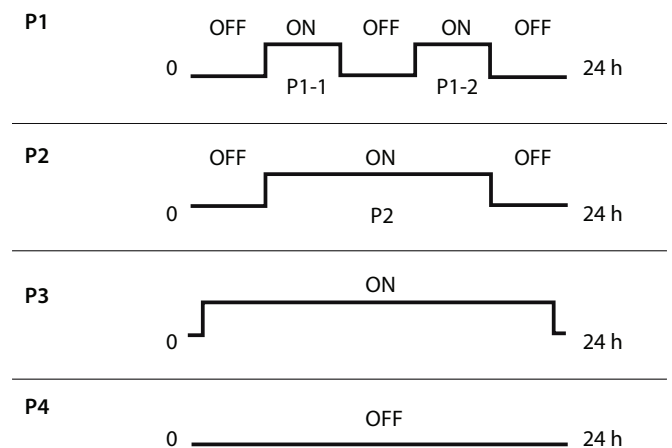 P1
OFF ON OFF ON OFF
0 24 h
P1-1 P1-2
P2
OFF ON OFF
0 24 h
P2
P3
ON
0 24 h
P4
OFF
0 24 h